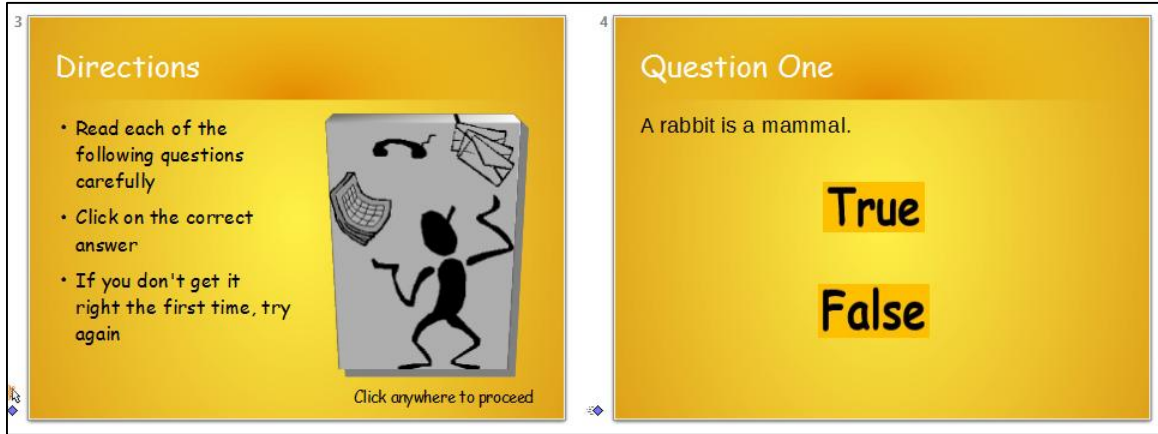 3
Directions
• Read each of the
following questions
carefully
• Click on the correct
answer
• If you don't get it
right the first time, try
again
Click anywhere to proceed
4
Question One
A rabbit is a mammal.
True
False